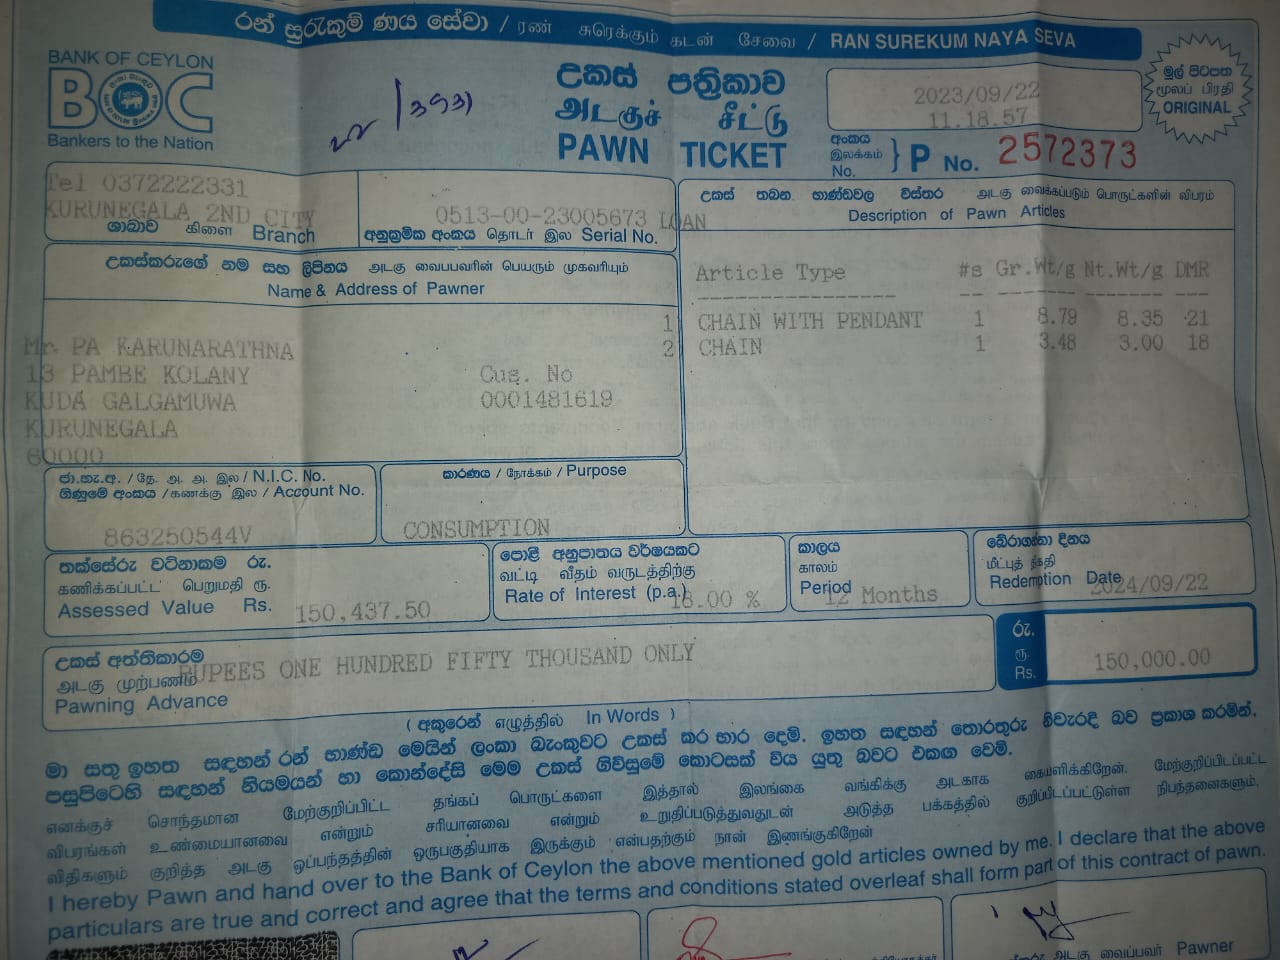 රන් සුරැකුම් ණය සේවා / ரண் சுரெக்கும் கடன் சேவை / RAN SUREKUM NAYA SEVA
BANK OF CEYLON
BOC
Bankers to the Nation
උකස් පත්‍රිකාව
அடகுச் சீட்டு
PAWN TICKET
2023/09/22
11.18.57
මුල් පිටපත
மூலப் பிரதி
ORIGINAL
අංකය
இலக்கம்
No. } P No. 2572373
Tel 0372222331
KURUNEGALA 2ND CITY
ශාඛාව கிளை Branch
0513-00-23005673 LOAN
අනුක්‍රමික අංකය தொடர் இல Serial No.
උකස් තබන භාණ්ඩවල විස්තර அடகு வைக்கப்படும் பொருட்களின் விபரம்
Description of Pawn Articles
උකස්කරුගේ නම සහ ලිපිනය அடகு வைபபவரின் பெயரும் முகவரியும்
Name & Address of Pawner
Article Type #s Gr.Wt/g Nt.Wt/g DMR
1 CHAIN WITH PENDANT 1 8.79 8.35 21
2 CHAIN 1 3.48 3.00 18
Mr. PA KARUNARATHNA
13 PAMBE KOLANY
KUDA GALGAMUWA
KURUNEGALA
60000
Cus. No
0001481619
ජා.හැ.අ. / தே. அ. அ. இல / N.I.C. No.
ගිණුමේ අංකය / கணக்கு இல / Account No.
863250544V
කාරණය / நோக்கம் / Purpose
CONSUMPTION
තක්සේරු වටිනාකම රු.
கணிக்கப்பட்ட பெறுமதி ரூ.
Assessed Value Rs. 150,437.50
පොළී අනුපාතය වර්ෂයකට
வட்டி வீதம் வருடத்திற்கு
Rate of Interest (p.a.) 18.00 %
කාලය
காலம்
Period 12 Months
බේරාගන්නා දිනය
மீட்புத் திகதி
Redemption Date 2024/09/22
උකස් අත්තිකාරම
அடகு முற்பணம்
Pawning Advance
RUPEES ONE HUNDRED FIFTY THOUSAND ONLY
රු.
ரூ.
Rs. 150,000.00
( අකුරෙන් எழுத்தில் In Words )
මා සතු ඉහත සඳහන් රන් භාණ්ඩ මෙයින් ලංකා බැංකුවට උකස් කර භාර දෙමි. ඉහත සඳහන් තොරතුරු නිවැරදි බව ප්‍රකාශ කරමින්,
පසුපිටෙහි සඳහන් නියමයන් හා කොන්දේසි මෙම උකස් ගිවිසුමේ කොටසක් විය යුතු බවට එකඟ වෙමි.
எனக்குச் சொந்தமான மேற்குறிப்பிட்ட தங்கப் பொருட்களை இத்தால் இலங்கை வங்கிக்கு அடகாக கையளிக்கிறேன். மேற்குறிப்பிடப்பட்ட
விபரங்கள் உண்மையானவை என்றும் சரியானவை என்றும் உறுதிப்படுத்துவதுடன் அடுத்த பக்கத்தில் குறிப்பிடப்பட்டுள்ள நிபந்தனைகளும்,
விதிகளும் குறித்த அடகு ஒப்பந்தத்தின் ஒருபகுதியாக இருக்கும் என்பதற்கும் நான் இணங்குகிறேன்
I hereby Pawn and hand over to the Bank of Ceylon the above mentioned gold articles owned by me. I declare that the above
particulars are true and correct and agree that the terms and conditions stated overleaf shall form part of this contract of pawn.
அடகு வைப்பவர் Pawner